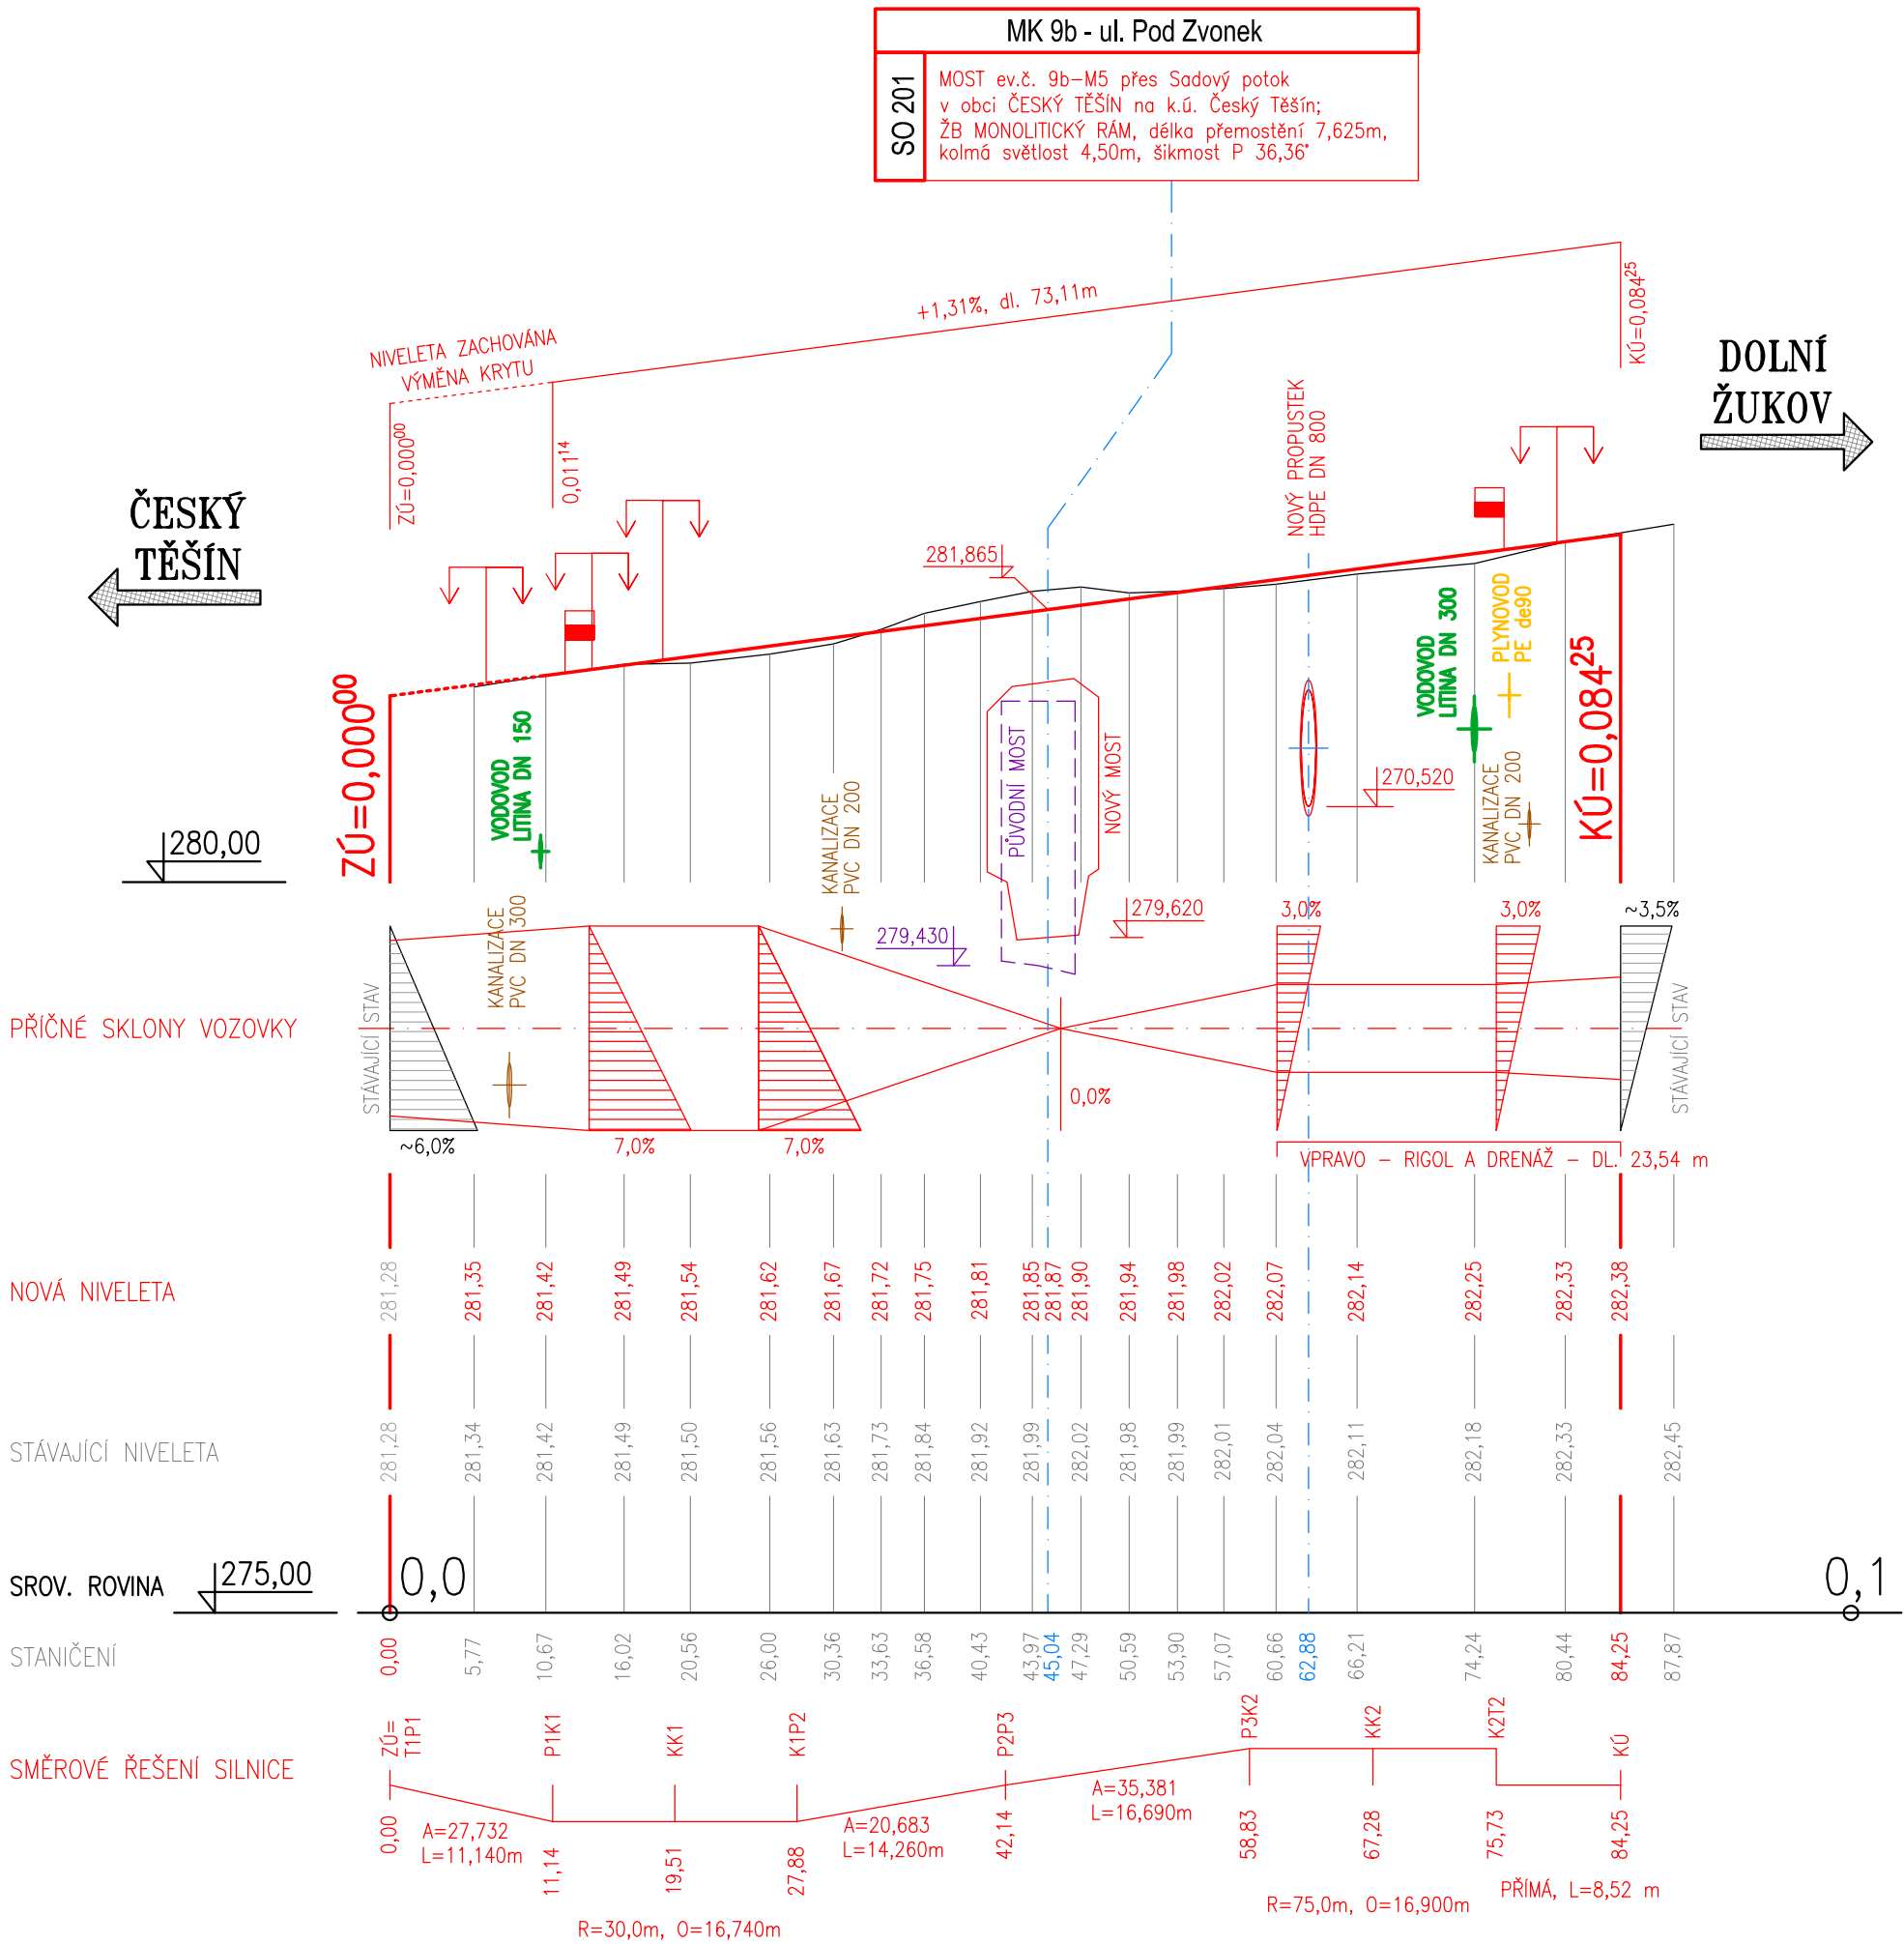 MK 9b - ul. Pod Zvonek
SO 201
MOST ev.č. 9b-M5 přes Sadový potok
v obci ČESKÝ TĚŠÍN na k.ú. Český Těšín;
ŽB MONOLITICKÝ RÁM, délka přemostění 7,625m,
kolmá světlost 4,50m, šikmost P 36,36°
+1,31%, dl. 73,11m
NIVELETA ZACHOVÁNA
VÝMĚNA KRYTU
ZÚ=0,000⁰⁰
0,011¹⁴
KÚ=0,084²⁵
DOLNÍ
ŽUKOV
ČESKÝ
TĚŠÍN
NOVÝ PROPUSTEK
HDPE DN 800
281,865
ZÚ=0,000⁰⁰
VODOVOD
LITINA DN 150
KANALIZACE
PVC DN 200
PŮVODNÍ MOST
NOVÝ MOST
270,520
VODOVOD
LITINA DN 300
PLYNOVOD
PE de90
KANALIZACE
PVC DN 200
KÚ=0,084²⁵
280,00
KANALIZACE
PVC DN 300
279,430
279,620
3,0%
3,0%
~3,5%
PŘÍČNÉ SKLONY VOZOVKY
STÁVAJÍCÍ STAV
STÁVAJÍCÍ STAV
~6,0%
7,0%
7,0%
0,0%
VPRAVO - RIGOL A DRENÁŽ - DL. 23,54 m
NOVÁ NIVELETA
281,28
281,35
281,42
281,49
281,54
281,62
281,67
281,72
281,75
281,81
281,85
281,87
281,90
281,94
281,98
282,02
282,07
282,14
282,25
282,33
282,38
STÁVAJÍCÍ NIVELETA
281,28
281,34
281,42
281,49
281,50
281,56
281,63
281,73
281,84
281,92
281,99
282,02
281,98
281,99
282,01
282,04
282,11
282,18
282,33
282,45
SROV. ROVINA
275,00
0,0
0,1
STANIČENÍ
0,00
5,77
10,67
16,02
20,56
26,00
30,36
33,63
36,58
40,43
43,97
45,04
47,29
50,59
53,90
57,07
60,66
62,88
66,21
74,24
80,44
84,25
87,87
SMĚROVÉ ŘEŠENÍ SILNICE
ZÚ=
T1P1
P1K1
KK1
K1P2
P2P3
P3K2
KK2
K2T2
KÚ
0,00
A=27,732
L=11,140m
11,14
19,51
27,88
A=20,683
L=14,260m
42,14
A=35,381
L=16,690m
58,83
67,28
75,73
84,25
R=30,0m, O=16,740m
R=75,0m, O=16,900m
PŘÍMÁ, L=8,52 m